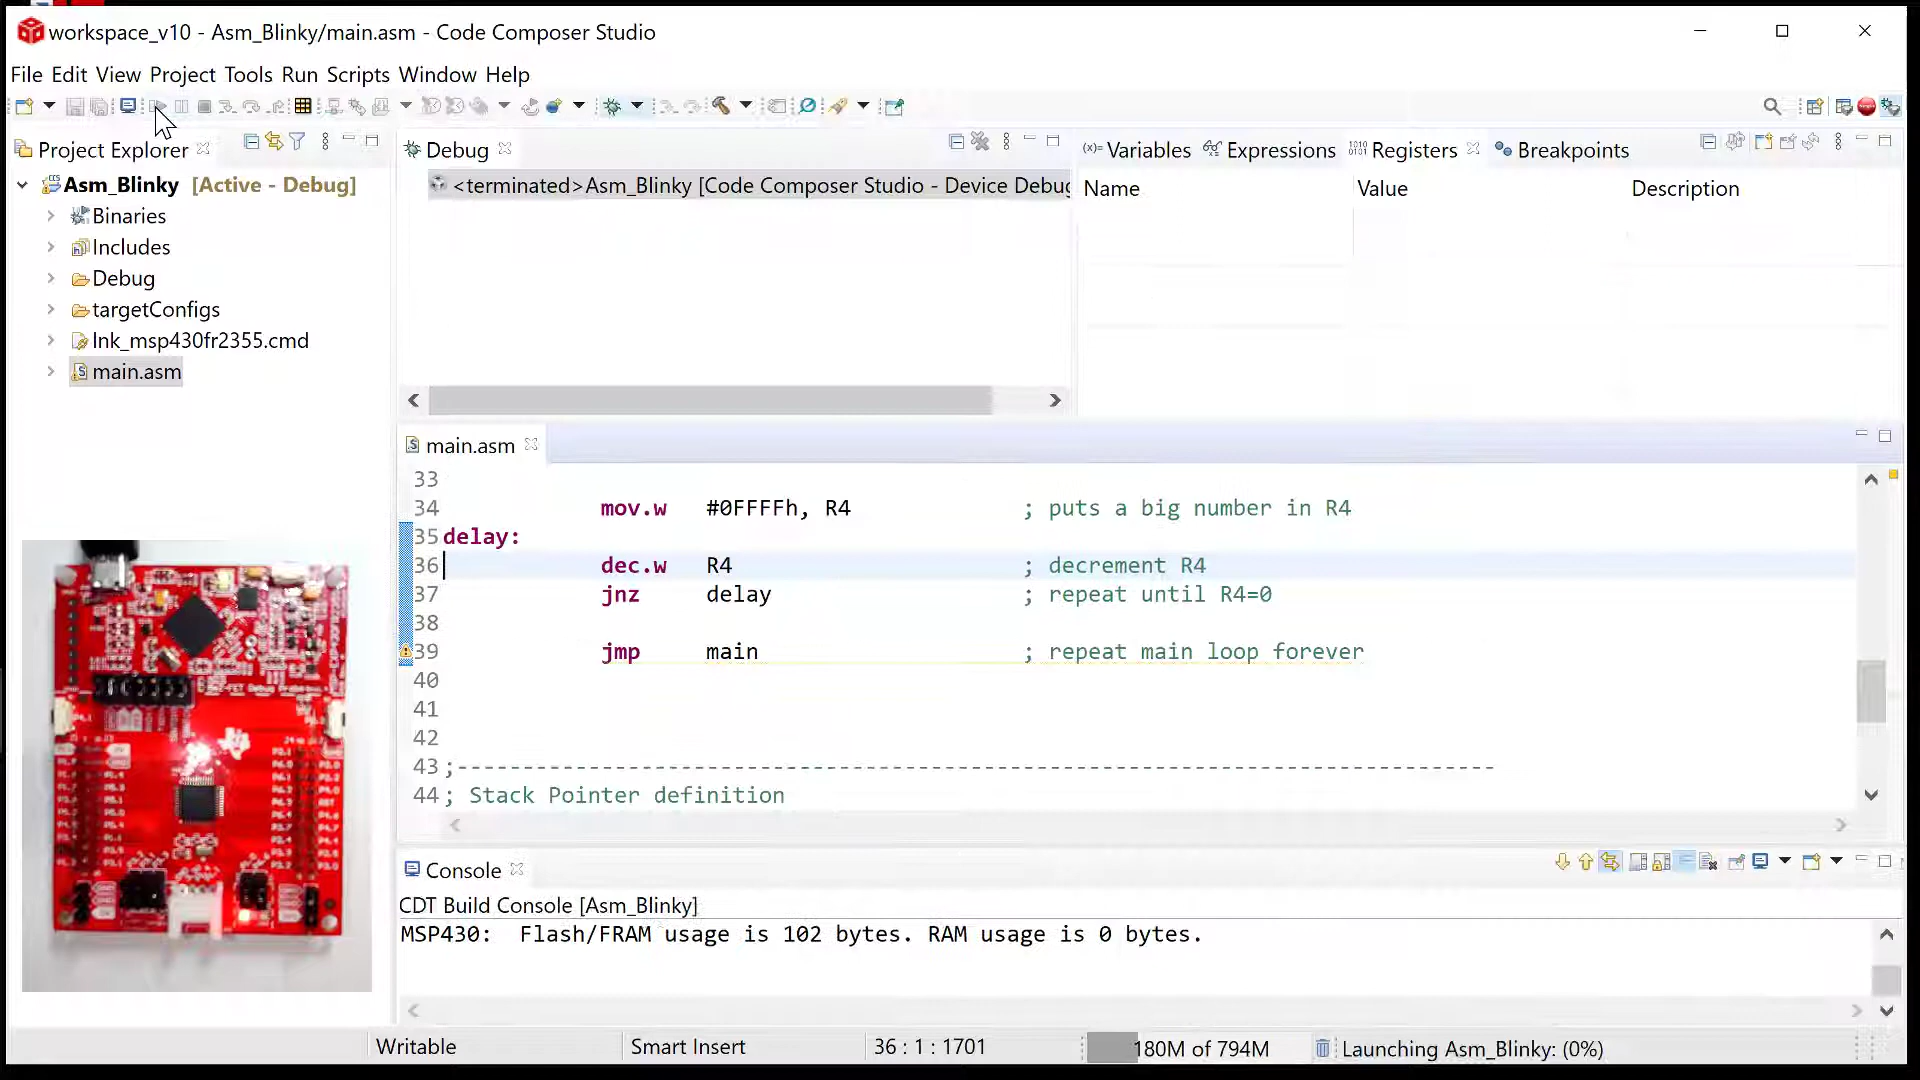 workspace_v10 - Asm_Blinky/main.asm - Code Composer Studio
File Edit View Project Tools Run Scripts Window Help
Project Explorer
Asm_Blinky [Active - Debug]
Binaries
Includes
Debug
targetConfigs
lnk_msp430fr2355.cmd
main.asm
Debug
<terminated>Asm_Blinky [Code Composer Studio - Device Debug
(x)= Variables Expressions Registers Breakpoints
Name Value Description
main.asm
33
34 mov.w #0FFFFh, R4 ; puts a big number in R4
35 delay:
36 dec.w R4 ; decrement R4
37 jnz delay ; repeat until R4=0
38
39 jmp main ; repeat main loop forever
40
41
42
43 ;-------------------------------------------------------------------------------
44 ; Stack Pointer definition
Console
CDT Build Console [Asm_Blinky]
MSP430: Flash/FRAM usage is 102 bytes. RAM usage is 0 bytes.
Writable Smart Insert 36 : 1 : 1701 180M of 794M Launching Asm_Blinky: (0%)